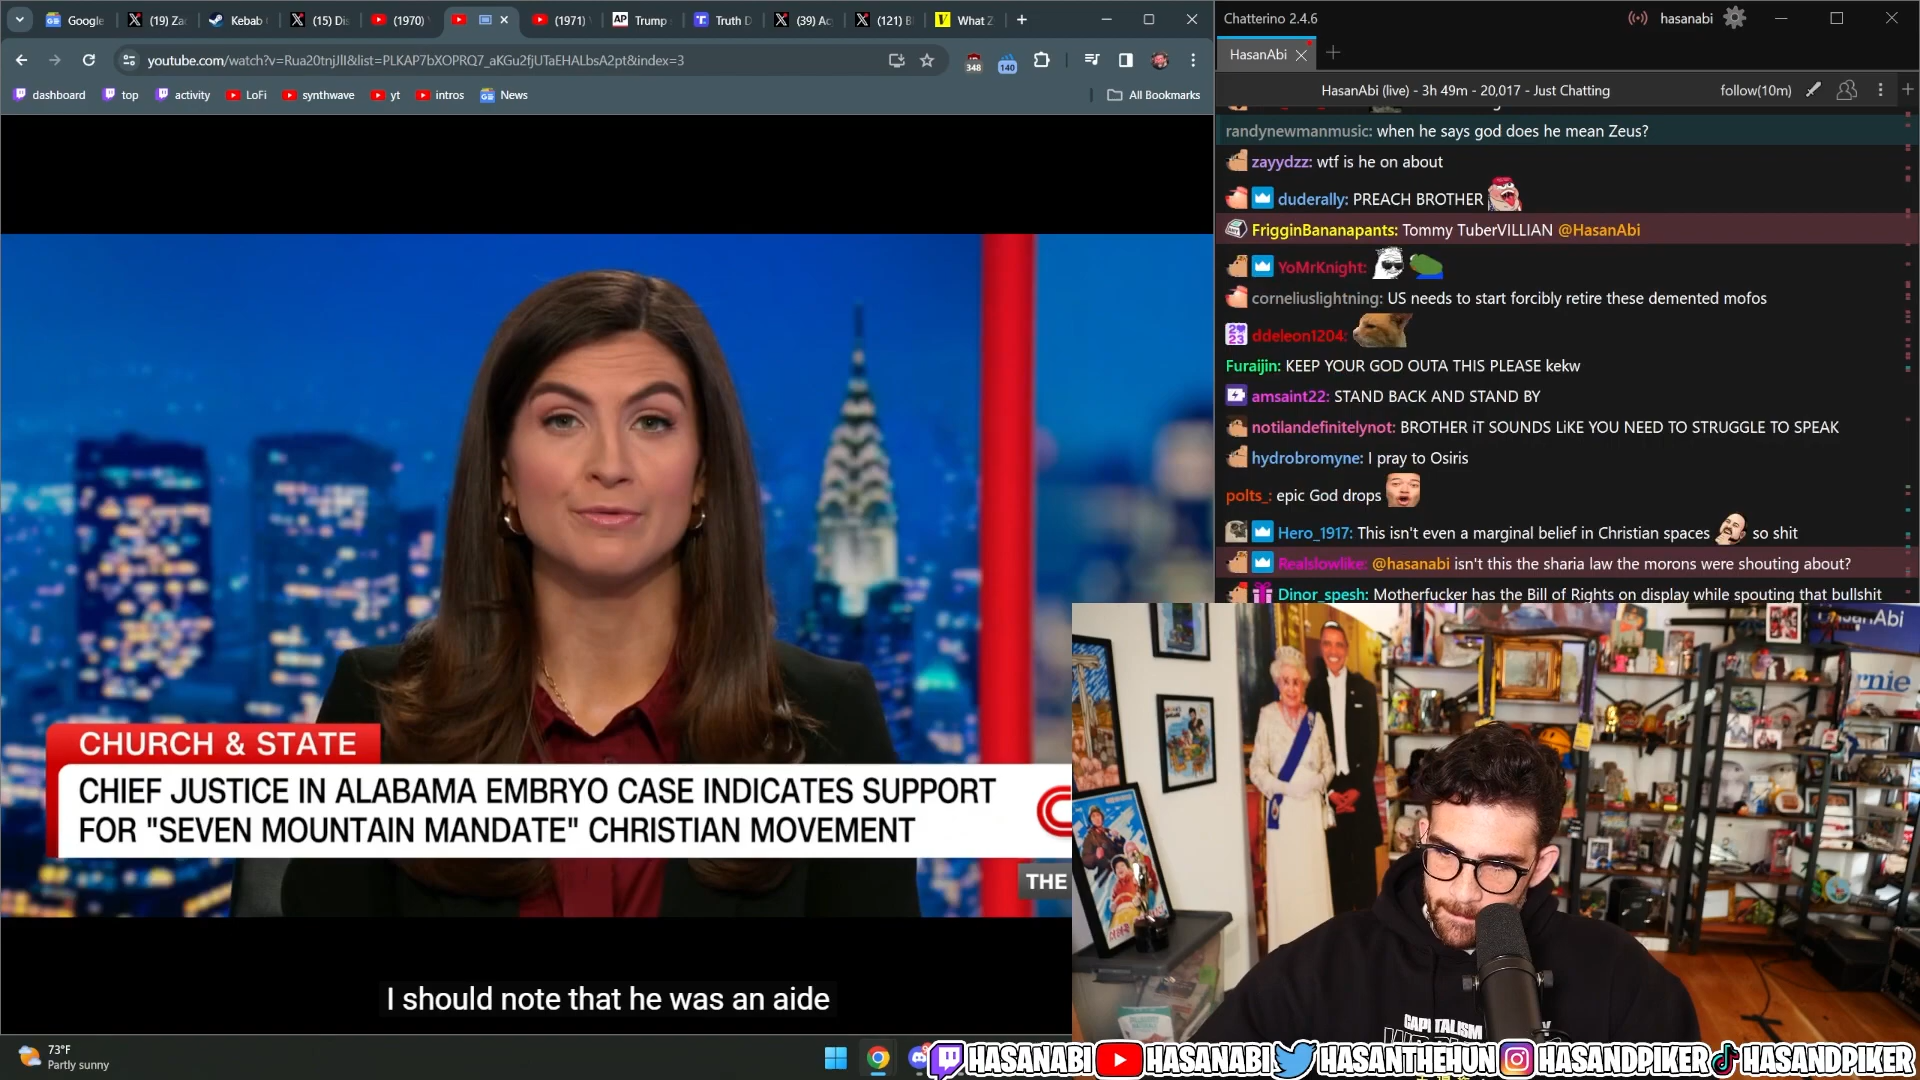 Google
(19) Za
Kebab
(15) Di
(1970)
(1971)
AP
Trump
Truth D
(39) Ac
(121) B
What Z
youtube.com/watch?v=Rua20tnjJlI&list=PLKAP7bXOPRQ7_aKGu2fjUTaEHALbsA2pt&index=3
348
140
dashboard
top
activity
LoFi
synthwave
yt
intros
News
All Bookmarks
CHURCH & STATE
CHIEF JUSTICE IN ALABAMA EMBRYO CASE INDICATES SUPPORT
FOR "SEVEN MOUNTAIN MANDATE" CHRISTIAN MOVEMENT
THE
I should note that he was an aide
73°F
Partly sunny
Chatterino 2.4.6
hasanabi
HasanAbi
HasanAbi (live) - 3h 49m - 20,017 - Just Chatting
follow(10m)
randynewmanmusic: when he says god does he mean Zeus?
zayydzz: wtf is he on about
duderally: PREACH BROTHER
FrigginBananapants: Tommy TuberVILLIAN @HasanAbi
YoMrKnight:
corneliuslightning: US needs to start forcibly retire these demented mofos
ddeleon1204:
Furaijin: KEEP YOUR GOD OUTA THIS PLEASE kekw
amsaint22: STAND BACK AND STAND BY
notilandefinitelynot: BROTHER iT SOUNDS LiKE YOU NEED TO STRUGGLE TO SPEAK
hydrobromyne: I pray to Osiris
polts_: epic God drops
Hero_1917: This isn't even a marginal belief in Christian spaces so shit
Realslowlike: @hasanabi isn't this the sharia law the morons were shouting about?
Dinor_spesh: Motherfucker has the Bill of Rights on display while spouting that bullshit
CAPITALISM
HASANABI
HASANABI
HASANTHEHUN
HASANDPIKER
HASANDPIKER